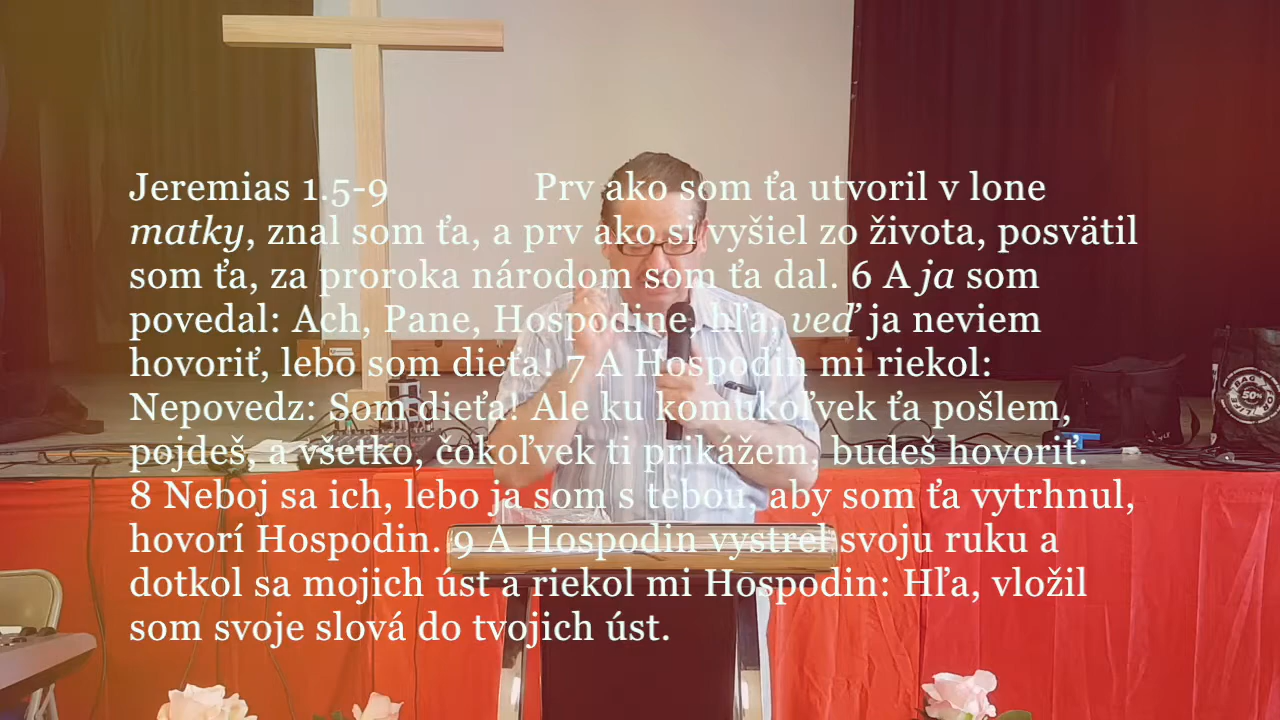 Jeremias 1.5-9 Prv ako som ťa utvoril v lone
matky, znal som ťa, a prv ako si vyšiel zo života, posvätil
som ťa, za proroka národom som ťa dal. 6 A ja som
povedal: Ach, Pane, Hospodine, hľa, veď ja neviem
hovoriť, lebo som dieťa! 7 A Hospodin mi riekol:
Nepovedz: Som dieťa! Ale ku komukoľvek ťa pošlem,
pojdeš, a všetko, čokoľvek ti prikážem, budeš hovoriť.
8 Neboj sa ich, lebo ja som s tebou, aby som ťa vytrhnul,
hovorí Hospodin. 9 A Hospodin vystrel svoju ruku a
dotkol sa mojich úst a riekol mi Hospodin: Hľa, vložil
som svoje slová do tvojich úst.